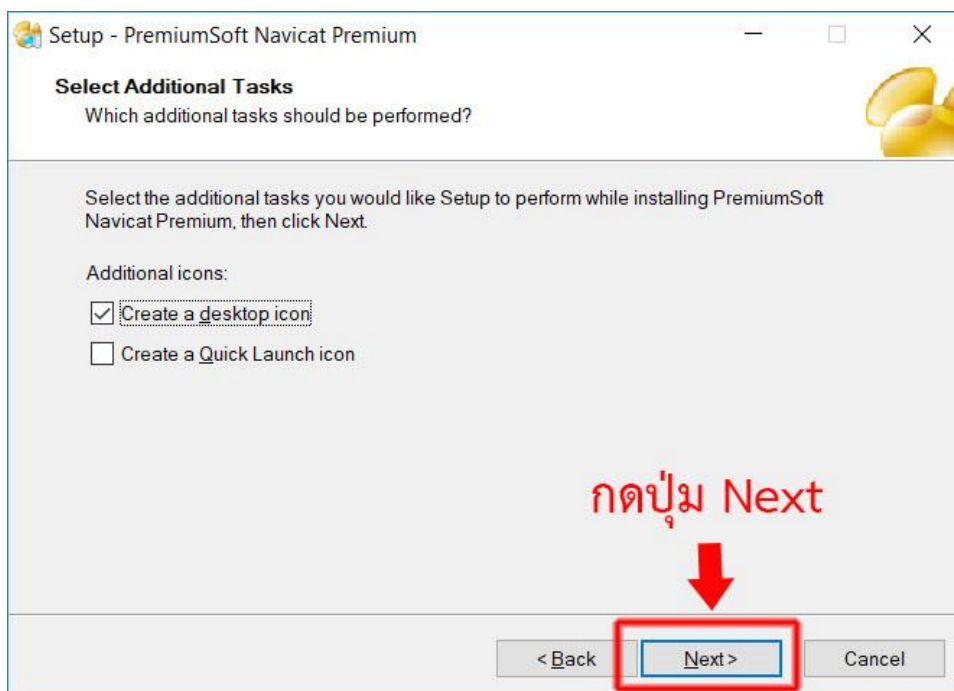 Setup - PremiumSoft Navicat Premium
Select Additional Tasks
Which additional tasks should be performed?
Select the additional tasks you would like Setup to perform while installing PremiumSoft
Navicat Premium, then click Next.
Additional icons:
Create a desktop icon
Create a Quick Launch icon
กดปุ่ม Next
< Back
Next >
Cancel